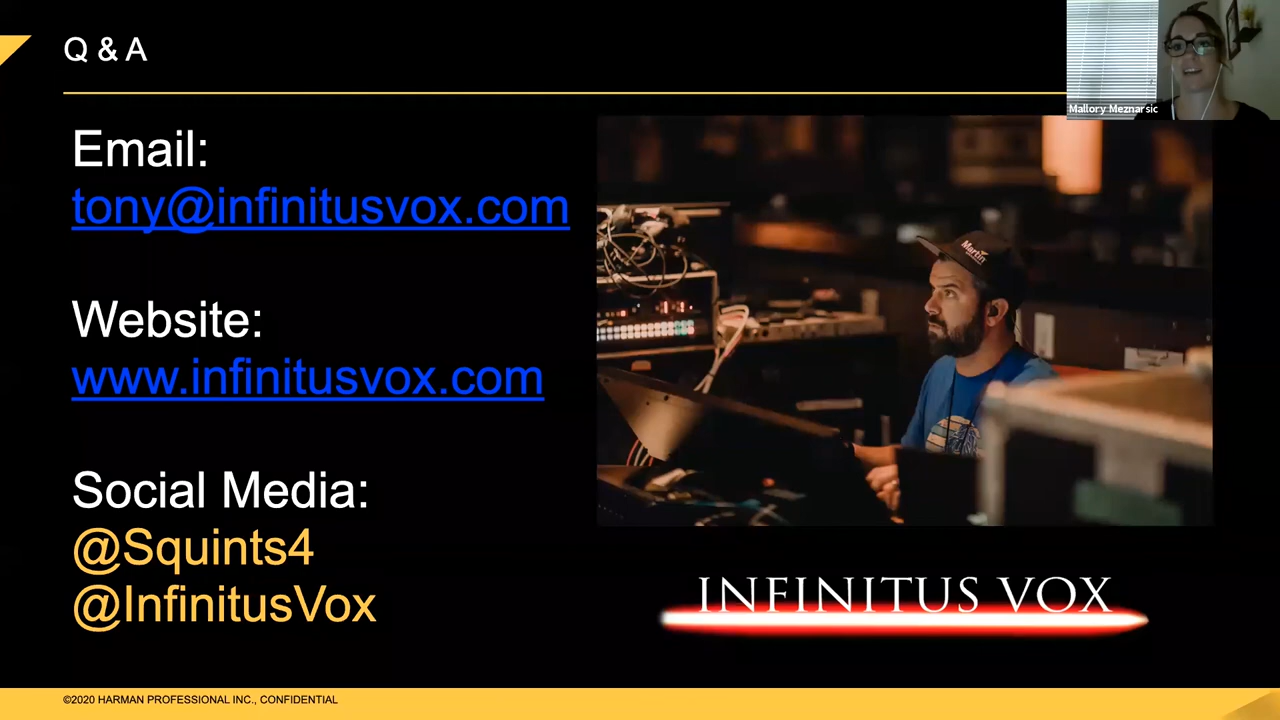 Q & A
Mallory Meznarsic
Email:
tony@infinitusvox.com
Website:
www.infinitusvox.com
Social Media:
@Squints4
@InfinitusVox
Martin
INFINITUS VOX
©2020 HARMAN PROFESSIONAL INC., CONFIDENTIAL